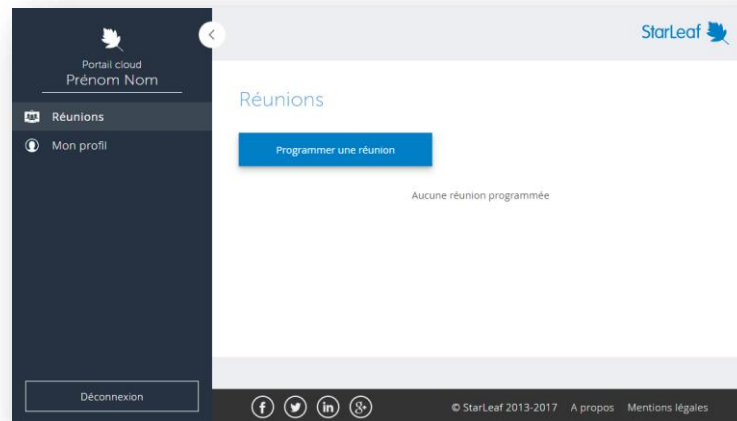 Portail cloud
Prénom Nom
Réunions
Mon profil
Déconnexion
StarLeaf
Réunions
Programmer une réunion
Aucune réunion programmée
© StarLeaf 2013-2017 A propos Mentions légales